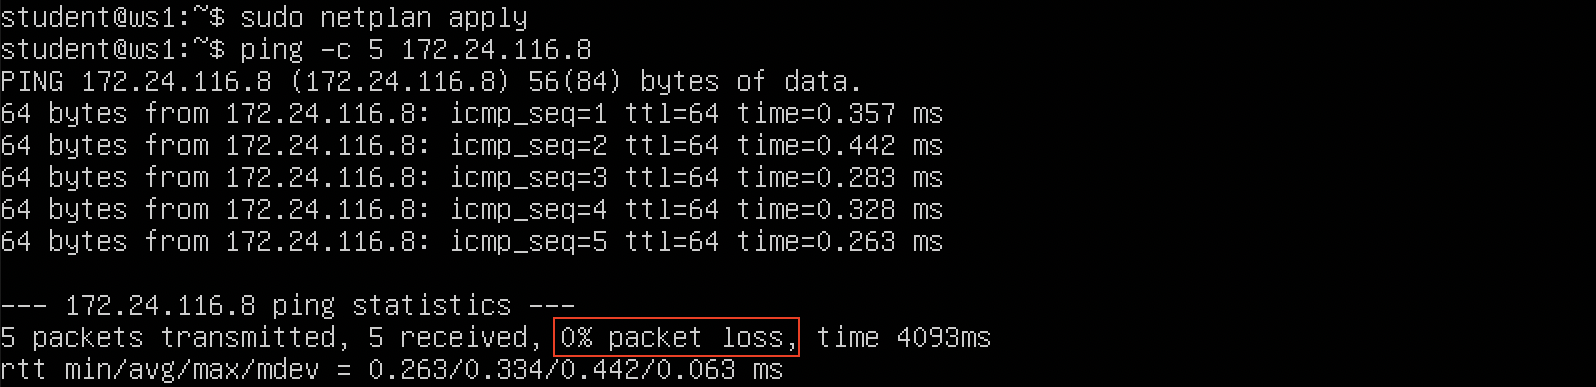 student@ws1:~$ sudo netplan apply
student@ws1:~$ ping -c 5 172.24.116.8
PING 172.24.116.8 (172.24.116.8) 56(84) bytes of data.
64 bytes from 172.24.116.8: icmp_seq=1 ttl=64 time=0.357 ms
64 bytes from 172.24.116.8: icmp_seq=2 ttl=64 time=0.442 ms
64 bytes from 172.24.116.8: icmp_seq=3 ttl=64 time=0.283 ms
64 bytes from 172.24.116.8: icmp_seq=4 ttl=64 time=0.328 ms
64 bytes from 172.24.116.8: icmp_seq=5 ttl=64 time=0.263 ms
--- 172.24.116.8 ping statistics ---
5 packets transmitted, 5 received, 0% packet loss, time 4093ms
rtt min/avg/max/mdev = 0.263/0.334/0.442/0.063 ms